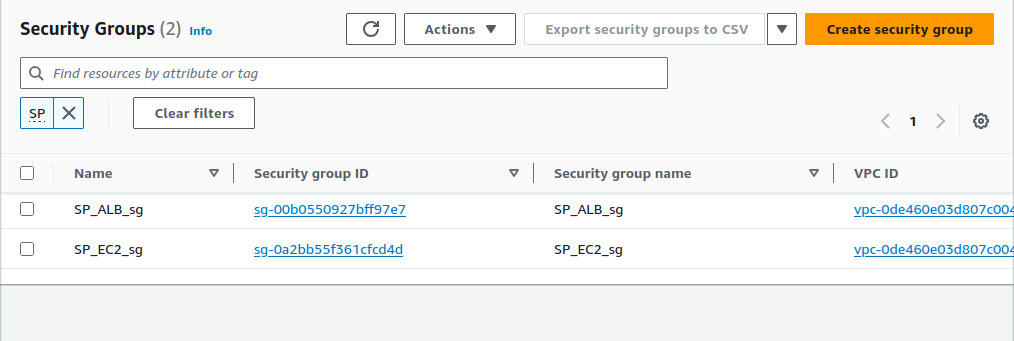 Security Groups (2) Info
Actions
Export security groups to CSV
Create security group
Find resources by attribute or tag
SP
Clear filters
1
Name Security group ID Security group name VPC ID
SP_ALB_sg sg-00b0550927bff97e7 SP_ALB_sg vpc-0de460e03d807c004
SP_EC2_sg sg-0a2bb55f361cfcd4d SP_EC2_sg vpc-0de460e03d807c004